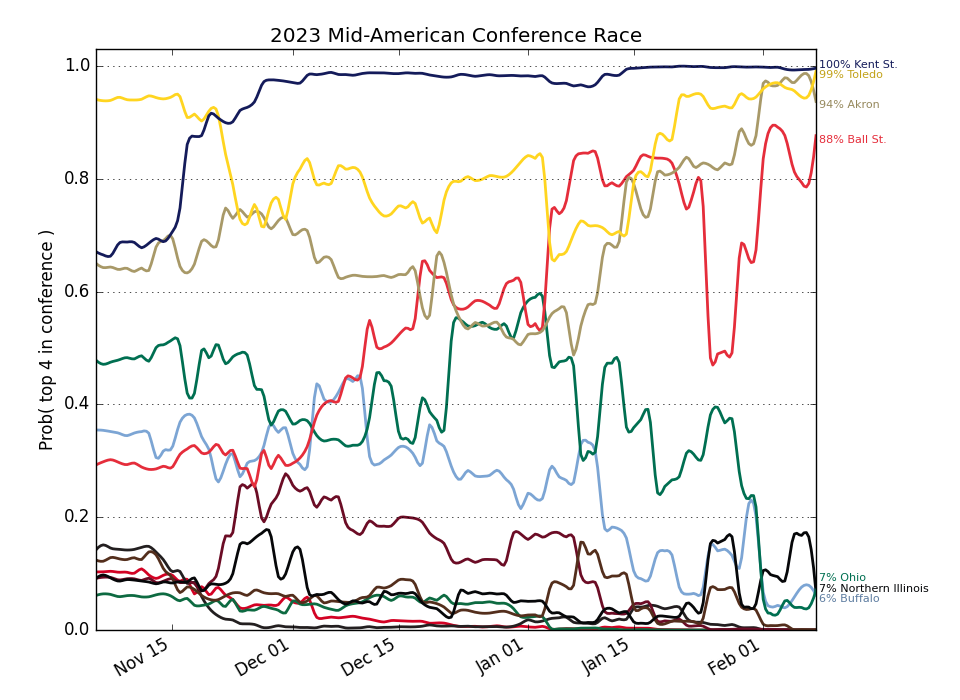 2023 Mid-American Conference Race
Prob( top 4 in conference )
1.0
0.8
0.6
0.4
0.2
0.0
Nov 15
Dec 01
Dec 15
Jan 01
Jan 15
Feb 01
100% Kent St.
99% Toledo
94% Akron
88% Ball St.
7% Ohio
7% Northern Illinois
6% Buffalo